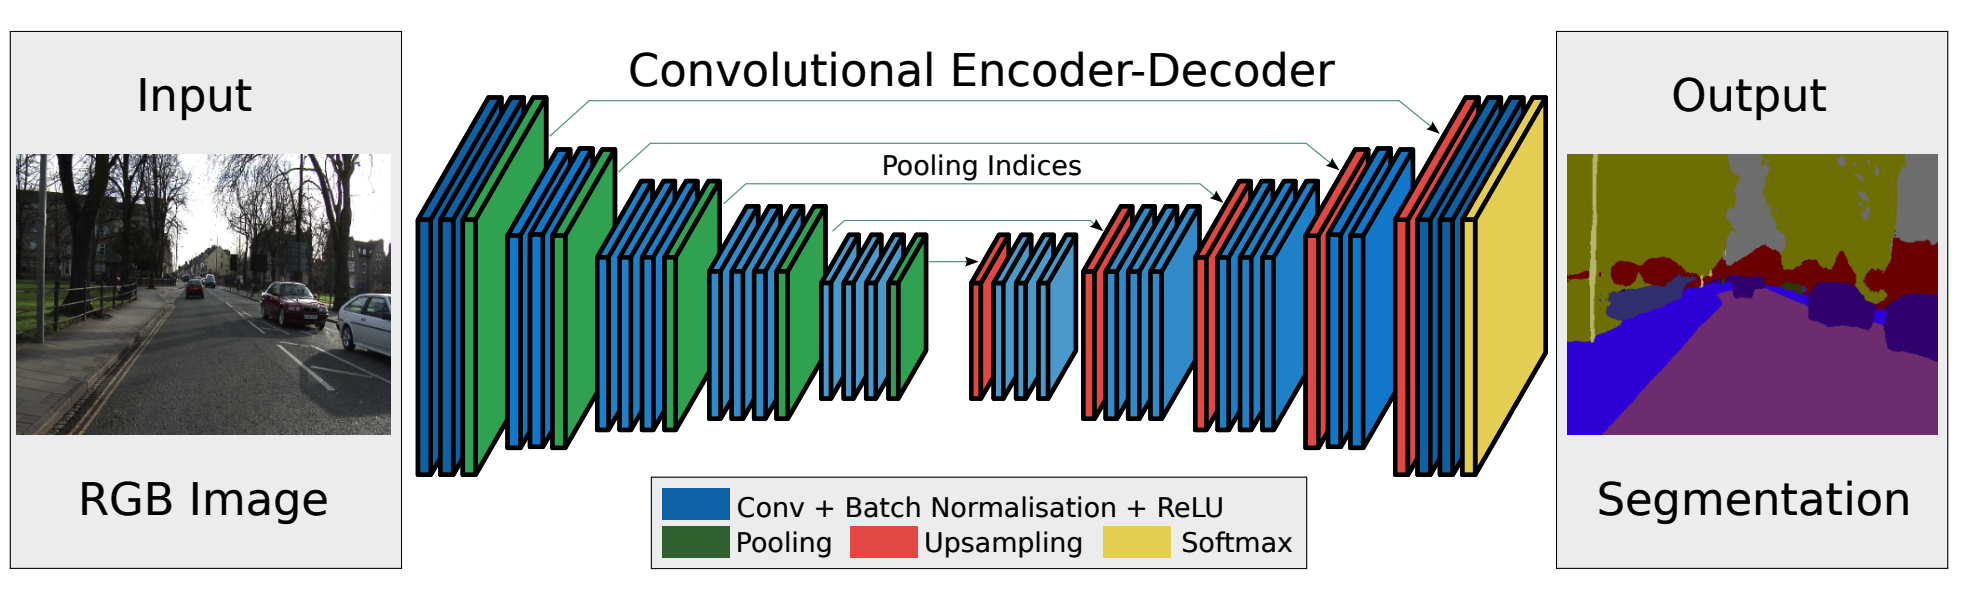 Convolutional Encoder-Decoder
Input
Output
Pooling Indices
RGB Image
Segmentation
Conv + Batch Normalisation + ReLU
Pooling
Upsampling
Softmax